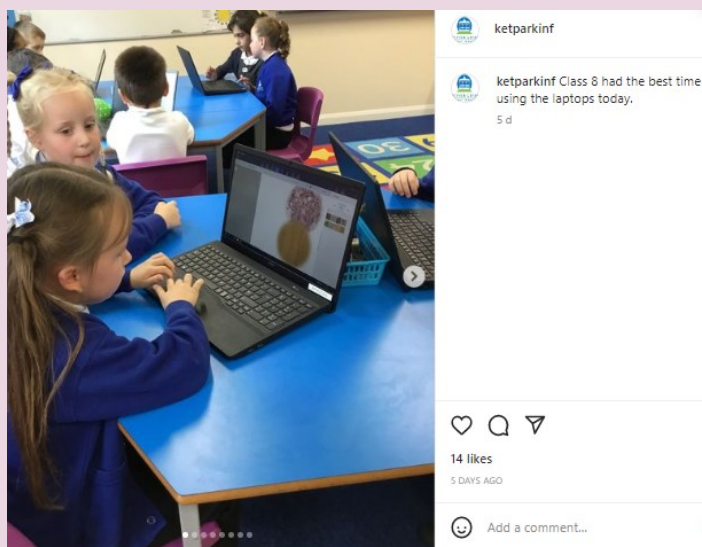 ketparkinf
ketparkinf Class 8 had the best time
using the laptops today.
5 d
14 likes
5 DAYS AGO
Add a comment...